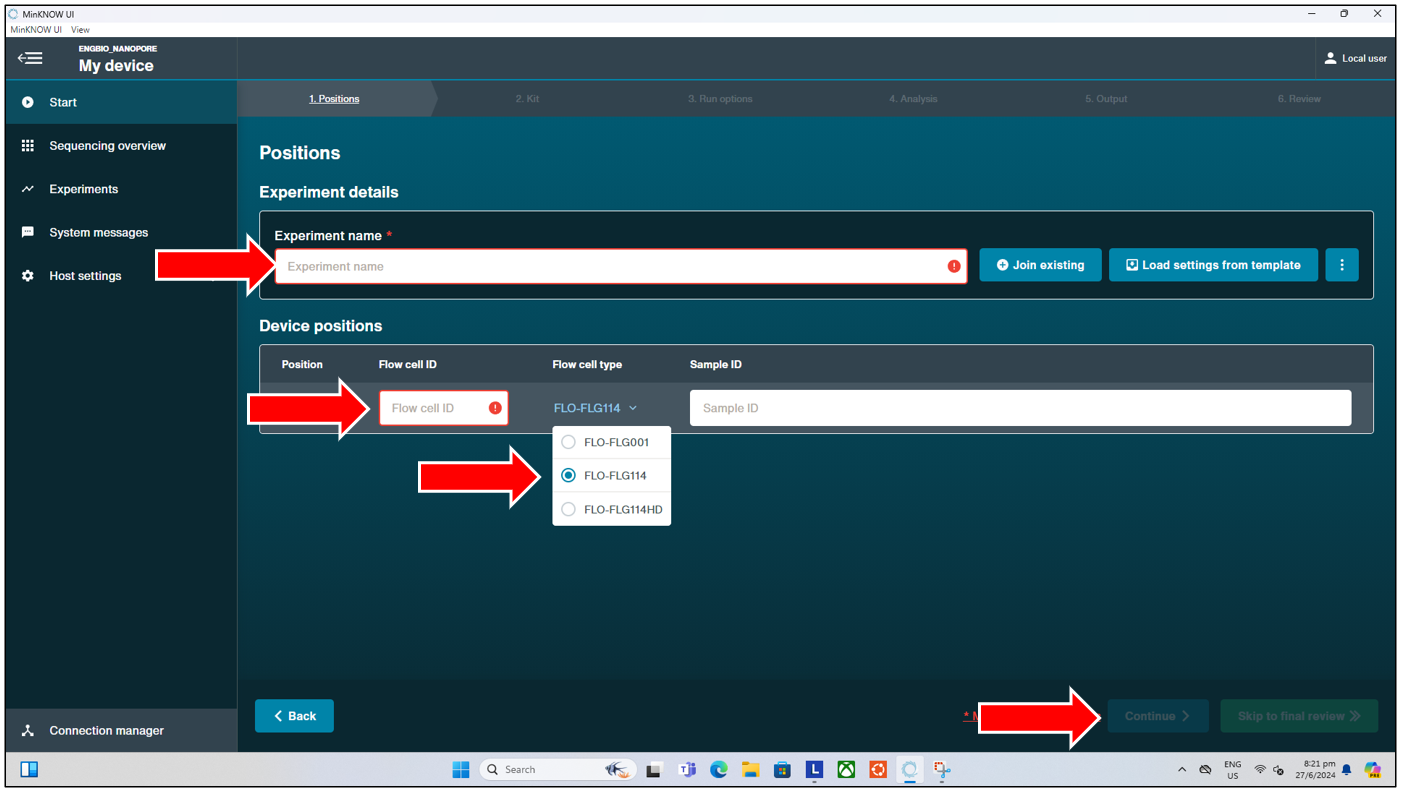 MinKNOW UI
MinKNOW UI View
ENGBIO_NANOPORE
My device
Local user
Start
1. Positions
2. Kit
3. Run options
4. Analysis
5. Output
6. Review
Sequencing overview
Experiments
System messages
Host settings
Positions
Experiment details
Experiment name *
Experiment name
Join existing
Load settings from template
Device positions
Position Flow cell ID Flow cell type Sample ID
Flow cell ID FLO-FLG114 Sample ID
FLO-FLG001
FLO-FLG114
FLO-FLG114HD
Back
*
Continue
Skip to final review
Connection manager
Search
ENG
US
8:21 pm
27/6/2024